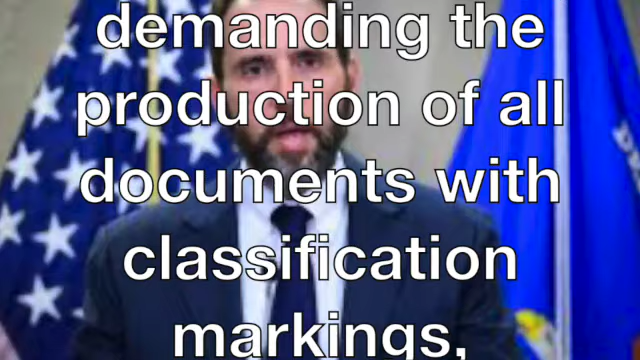 demanding the
production of all
documents with
classification
markings,